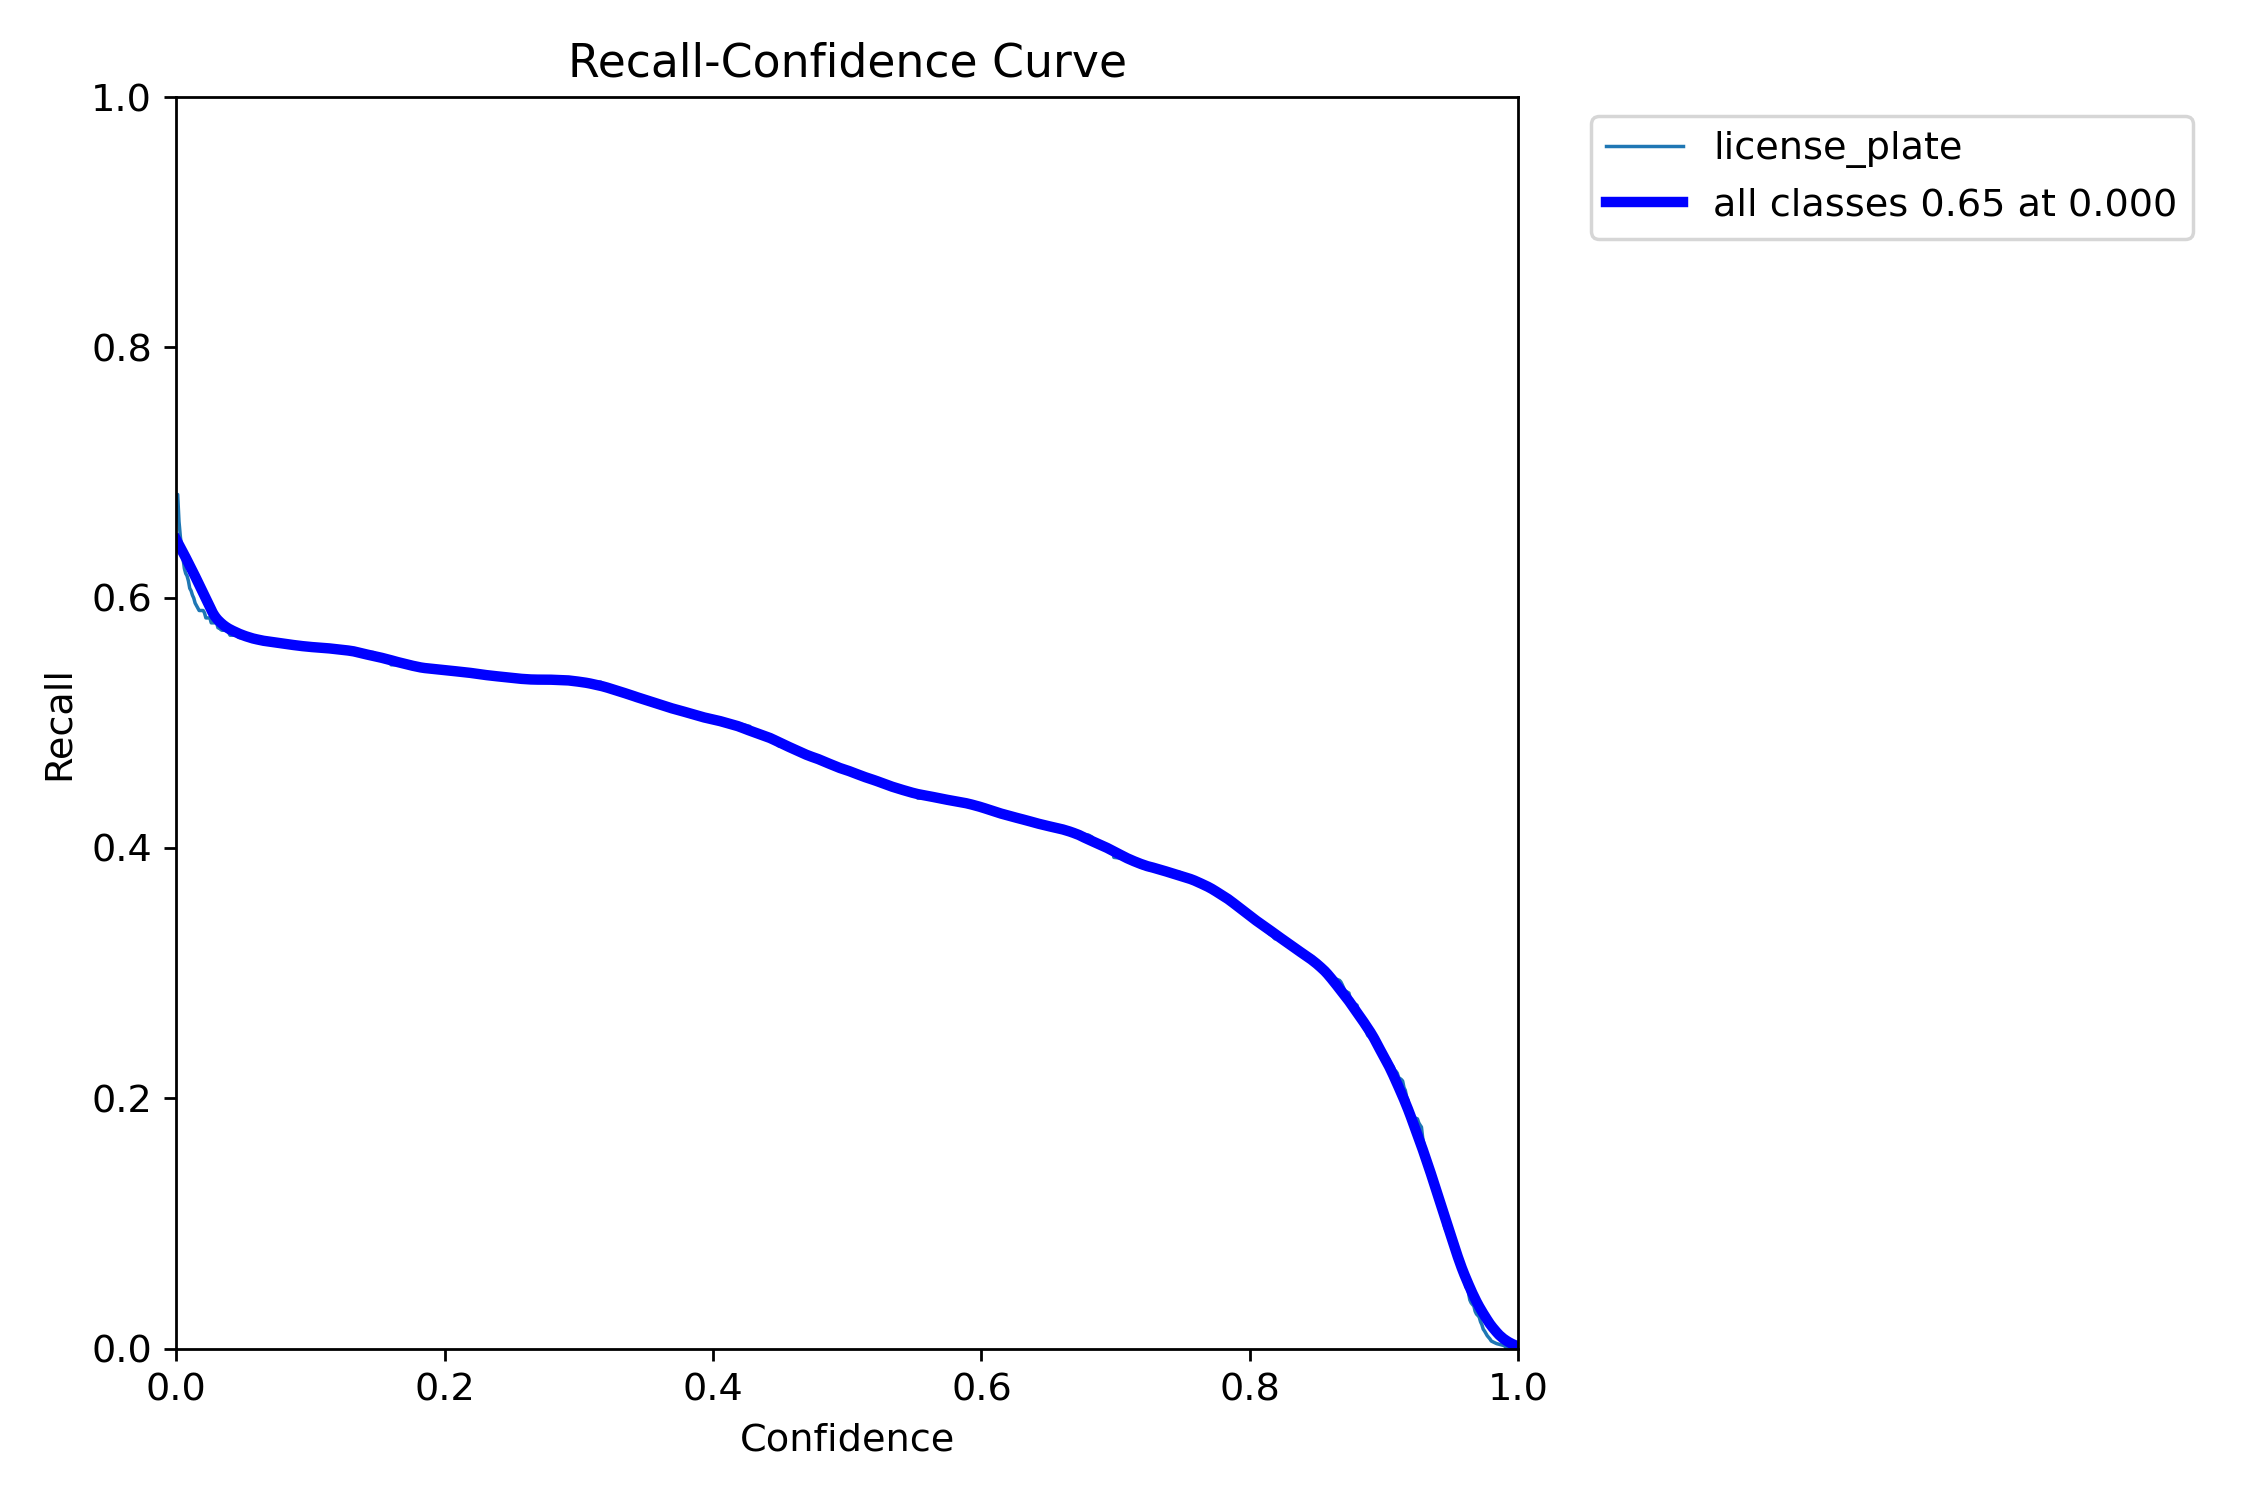 Recall-Confidence Curve
1.0
0.8
0.6
0.4
0.2
0.0
Recall
0.0 0.2 0.4 0.6 0.8 1.0
Confidence
license_plate
all classes 0.65 at 0.000